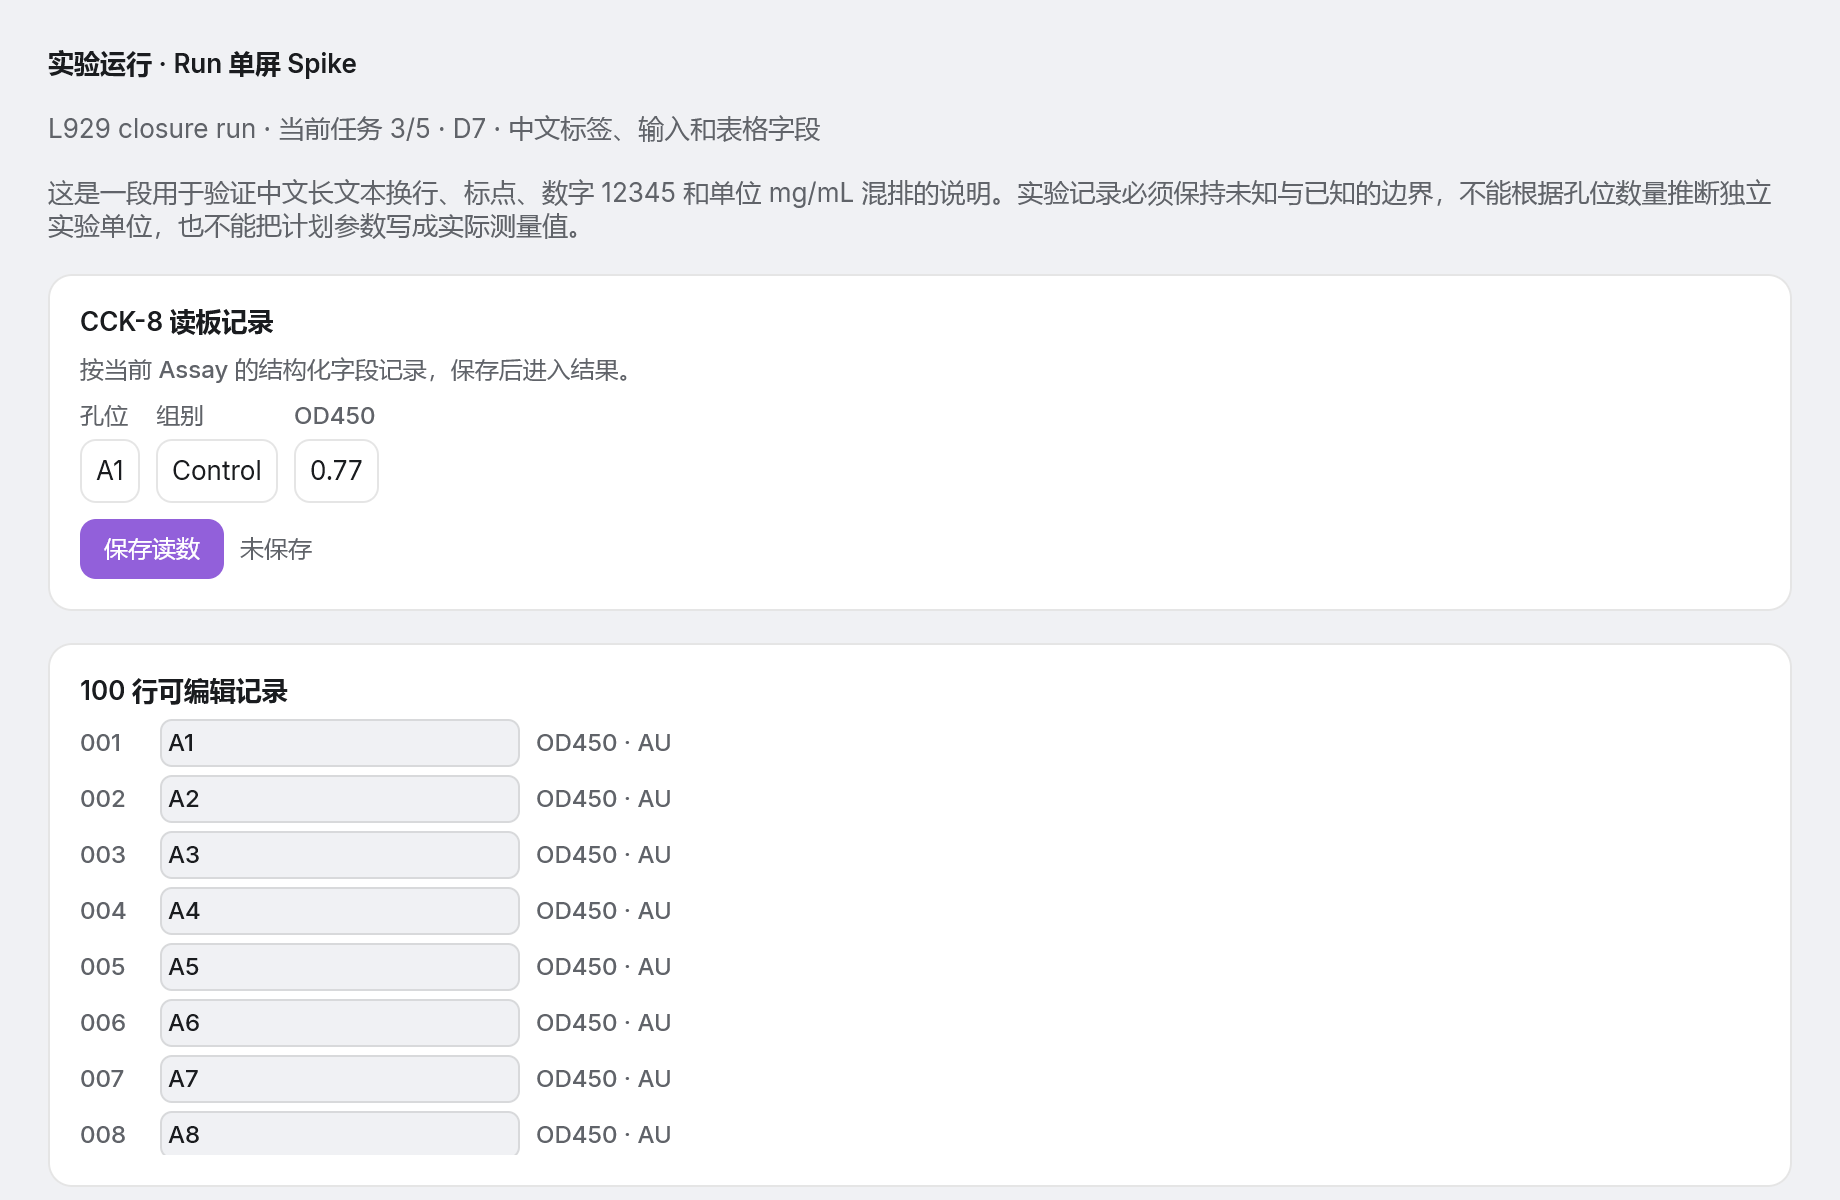 实验运行 · Run 单屏 Spike
L929 closure run · 当前任务 3/5 · D7 · 中文标签、输入和表格字段
这是一段用于验证中文长文本换行、标点、数字 12345 和单位 mg/mL 混排的说明。实验记录必须保持未知与已知的边界，不能根据孔位数量推断独立
实验单位，也不能把计划参数写成实际测量值。
CCK-8 读板记录
按当前 Assay 的结构化字段记录，保存后进入结果。
孔位 组别 OD450
A1 Control 0.77
保存读数 未保存
100 行可编辑记录
001 A1 OD450 · AU
002 A2 OD450 · AU
003 A3 OD450 · AU
004 A4 OD450 · AU
005 A5 OD450 · AU
006 A6 OD450 · AU
007 A7 OD450 · AU
008 A8 OD450 · AU